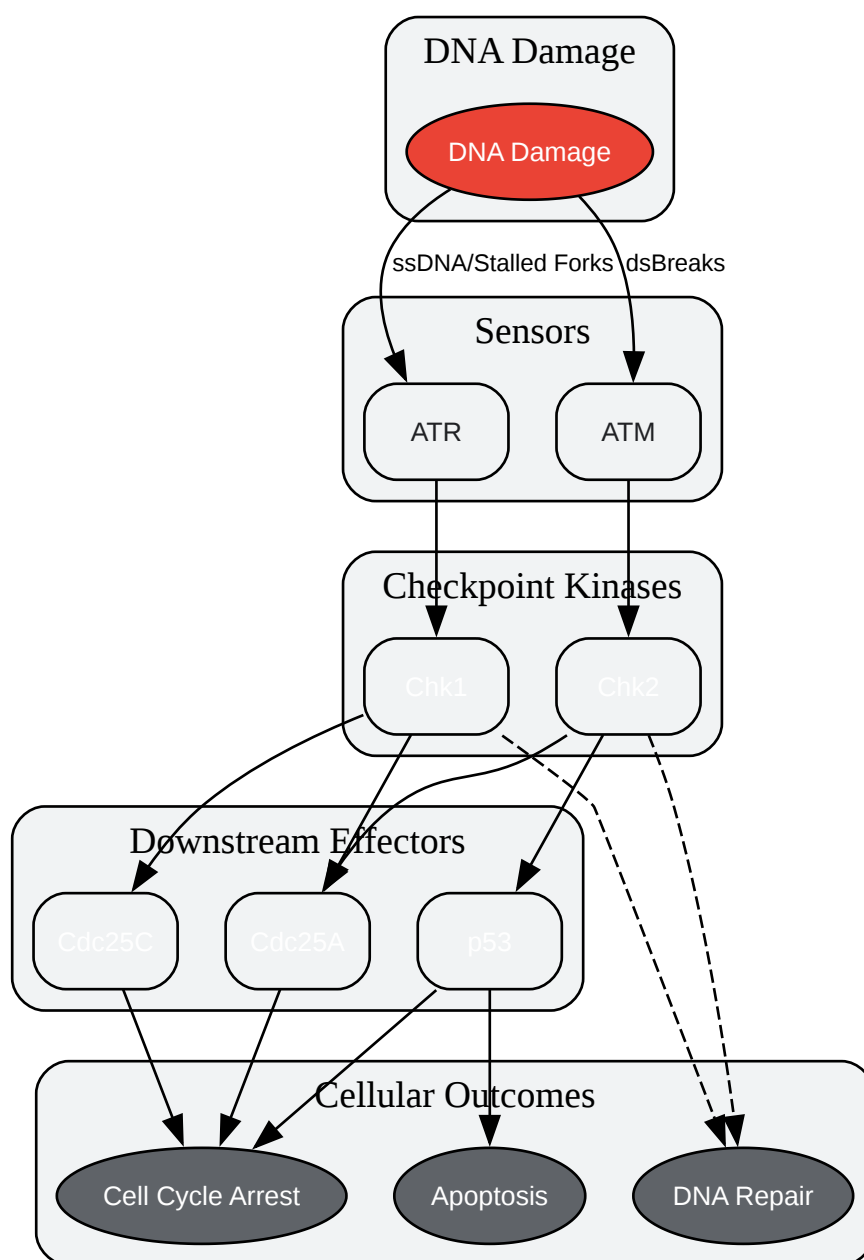 DNA Damage
DNA Damage
ssDNA/Stalled Forks
dsBreaks
Sensors
ATR
ATM
Checkpoint Kinases
Chk1
Chk2
Downstream Effectors
Cdc25C
Cdc25A
p53
Cellular Outcomes
Cell Cycle Arrest
Apoptosis
DNA Repair